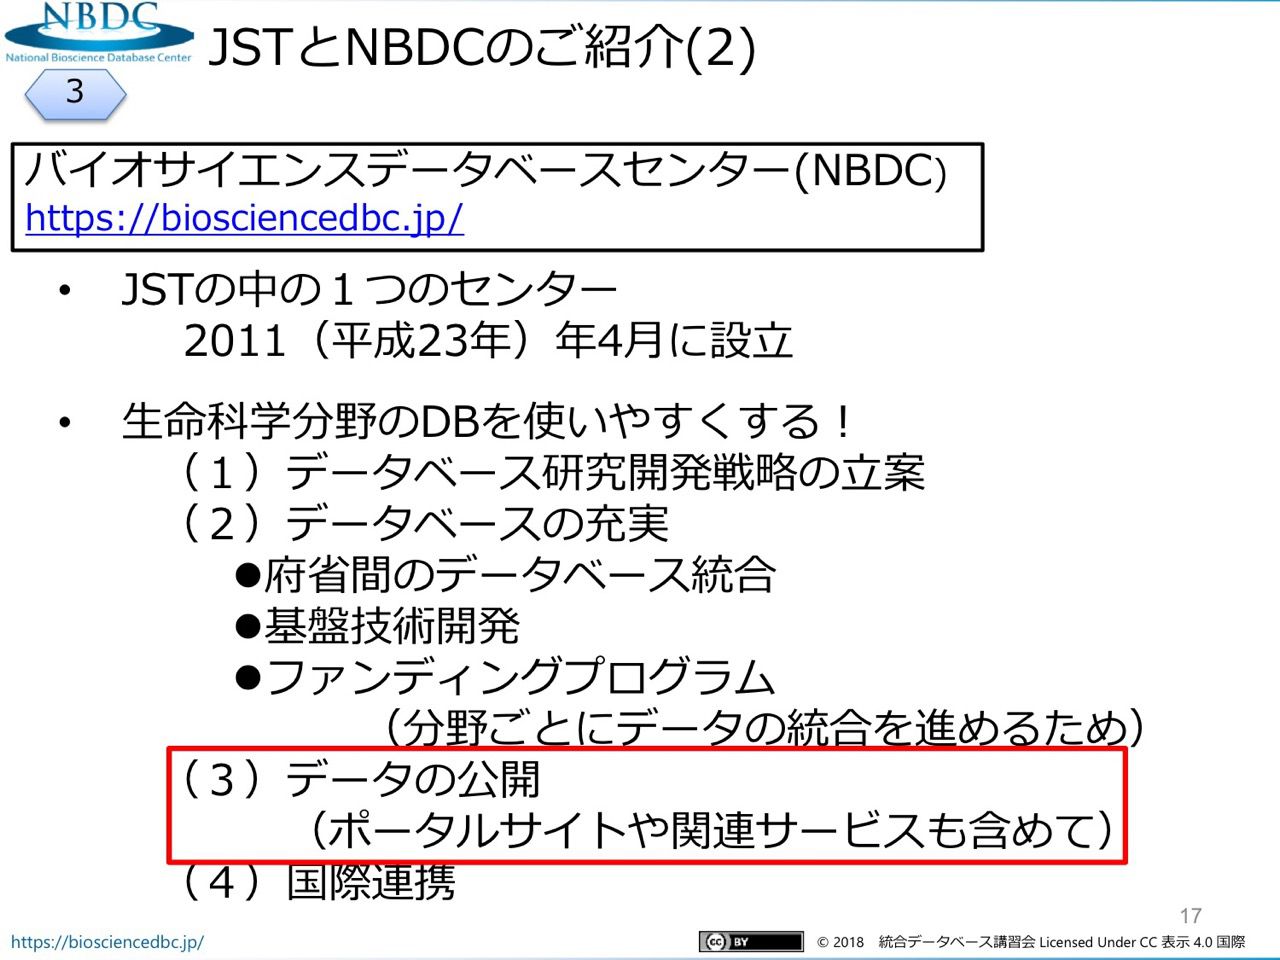 NBDC
National Bioscience Database Center
JSTとNBDCのご紹介(2)
3
バイオサイエンスデータベースセンター(NBDC)
https://biosciencedbc.jp/
• JSTの中の１つのセンター
2011（平成23年）年4月に設立
• 生命科学分野のDBを使いやすくする！
（１）データベース研究開発戦略の立案
（２）データベースの充実
●府省間のデータベース統合
●基盤技術開発
●ファンディングプログラム
（分野ごとにデータの統合を進めるため）
（３）データの公開
（ポータルサイトや関連サービスも含めて）
（４）国際連携
17
https://biosciencedbc.jp/
CC BY
© 2018 統合データベース講習会 Licensed Under CC 表示 4.0 国際